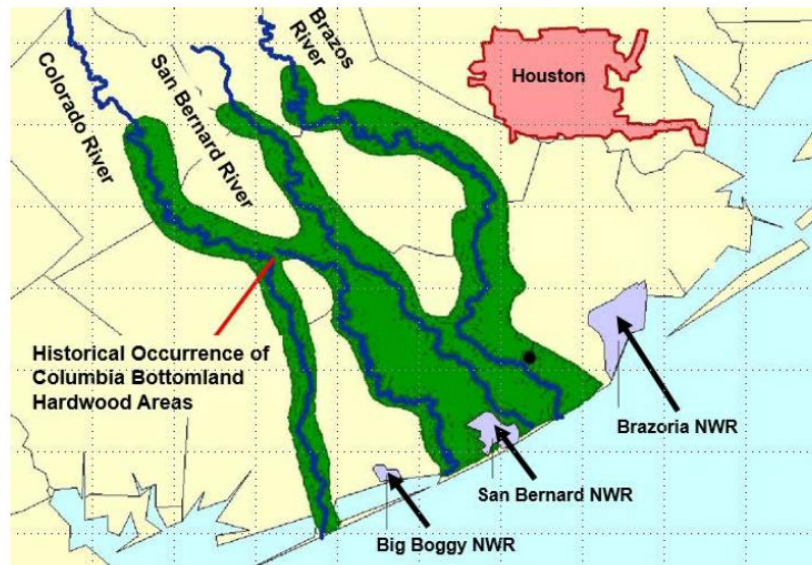 Brazos
River
San Bernard River
Colorado River
Houston
Historical Occurrence of
Columbia Bottomland
Hardwood Areas
Brazoria NWR
San Bernard NWR
Big Boggy NWR